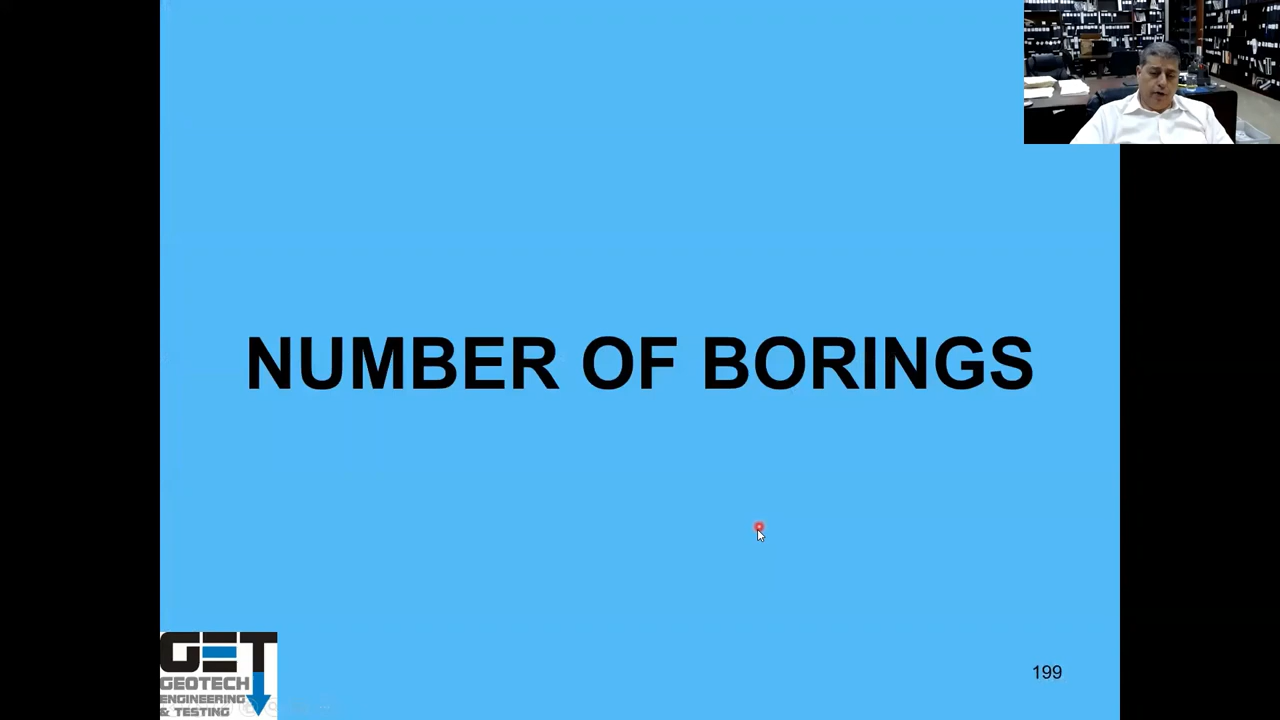 NUMBER OF BORINGS
GET
GEOTECH
ENGINEERING
& TESTING
199